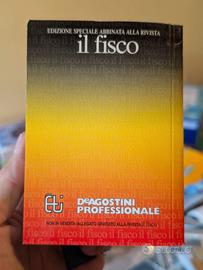 EDIZIONE SPECIALE ABBINATA ALLA RIVISTA
il fisco
Eti
DeAGOSTINI
PROFESSIONALE
NON IN VENDITA: ALLEGATO GRATUITO ALLA RIVISTA IL FISCO